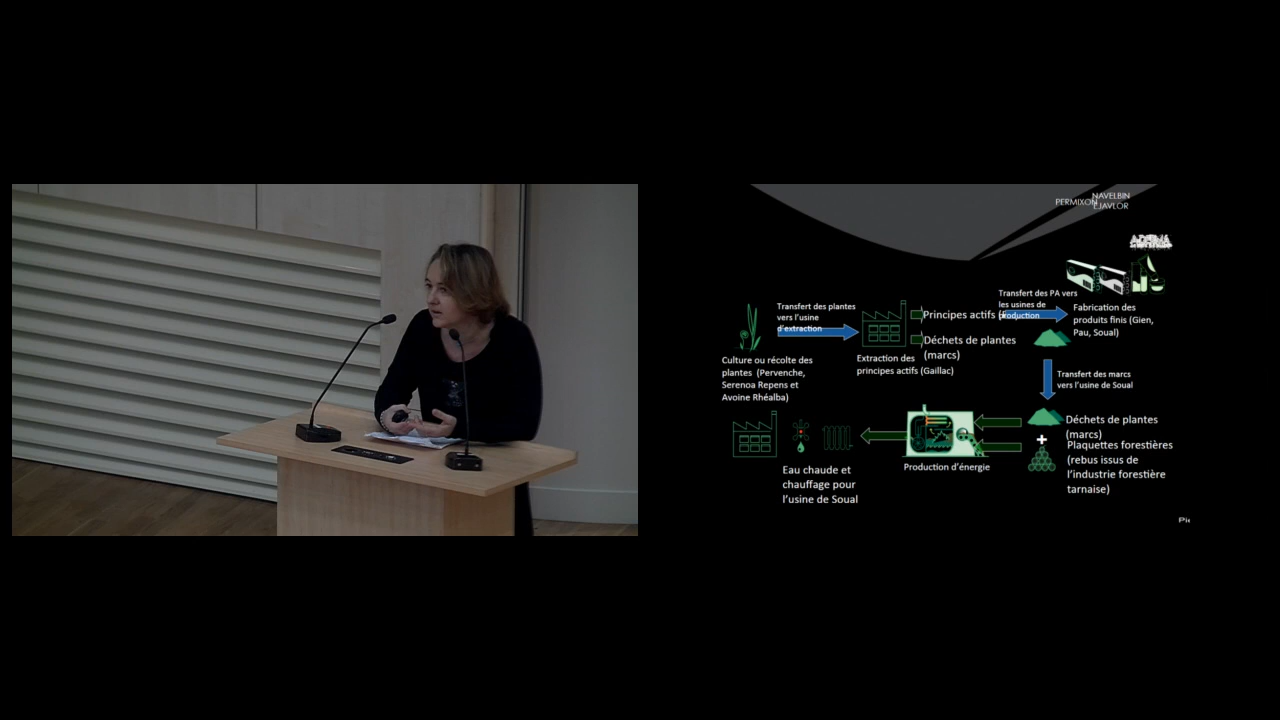 NAVELBIN
PERMIXON
EJAVLOR
ADERMA
Transfert des plantes
vers l'usine
d'extraction
Culture ou récolte des
plantes (Pervenche,
Serenoa Repens et
Avoine Rhéalba)
Extraction des
principes actifs (Gaillac)
Principes actifs
Déchets de plantes
(marcs)
Transfert des PA vers
les usines de
production
Fabrication des
produits finis (Gien,
Pau, Soual)
Transfert des marcs
vers l'usine de Soual
Déchets de plantes
(marcs)
+
Plaquettes forestières
(rebus issus de
l'industrie forestière
tarnaise)
Production d'énergie
Eau chaude et
chauffage pour
l'usine de Soual